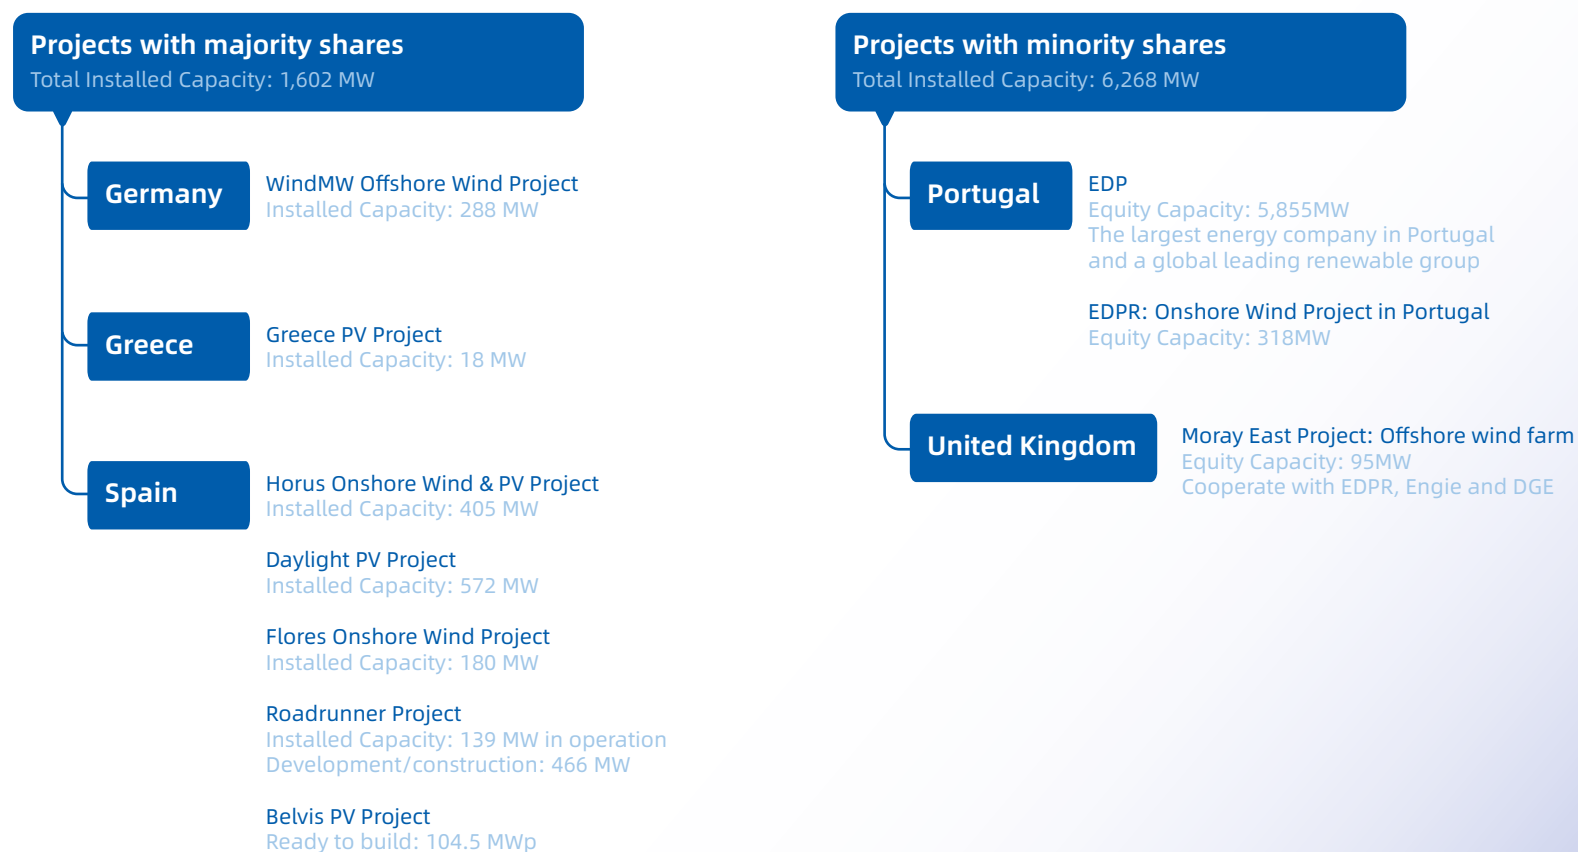 Projects with majority shares
Total Installed Capacity: 1,602 MW
Germany
WindMW Offshore Wind Project
Installed Capacity: 288 MW
Greece
Greece PV Project
Installed Capacity: 18 MW
Spain
Horus Onshore Wind & PV Project
Installed Capacity: 405 MW
Daylight PV Project
Installed Capacity: 572 MW
Flores Onshore Wind Project
Installed Capacity: 180 MW
Roadrunner Project
Installed Capacity: 139 MW in operation
Development/construction: 466 MW
Belvis PV Project
Ready to build: 104.5 MWp
Projects with minority shares
Total Installed Capacity: 6,268 MW
Portugal
EDP
Equity Capacity: 5,855MW
The largest energy company in Portugal
and a global leading renewable group
EDPR: Onshore Wind Project in Portugal
Equity Capacity: 318MW
United Kingdom
Moray East Project: Offshore wind farm
Equity Capacity: 95MW
Cooperate with EDPR, Engie and DGE